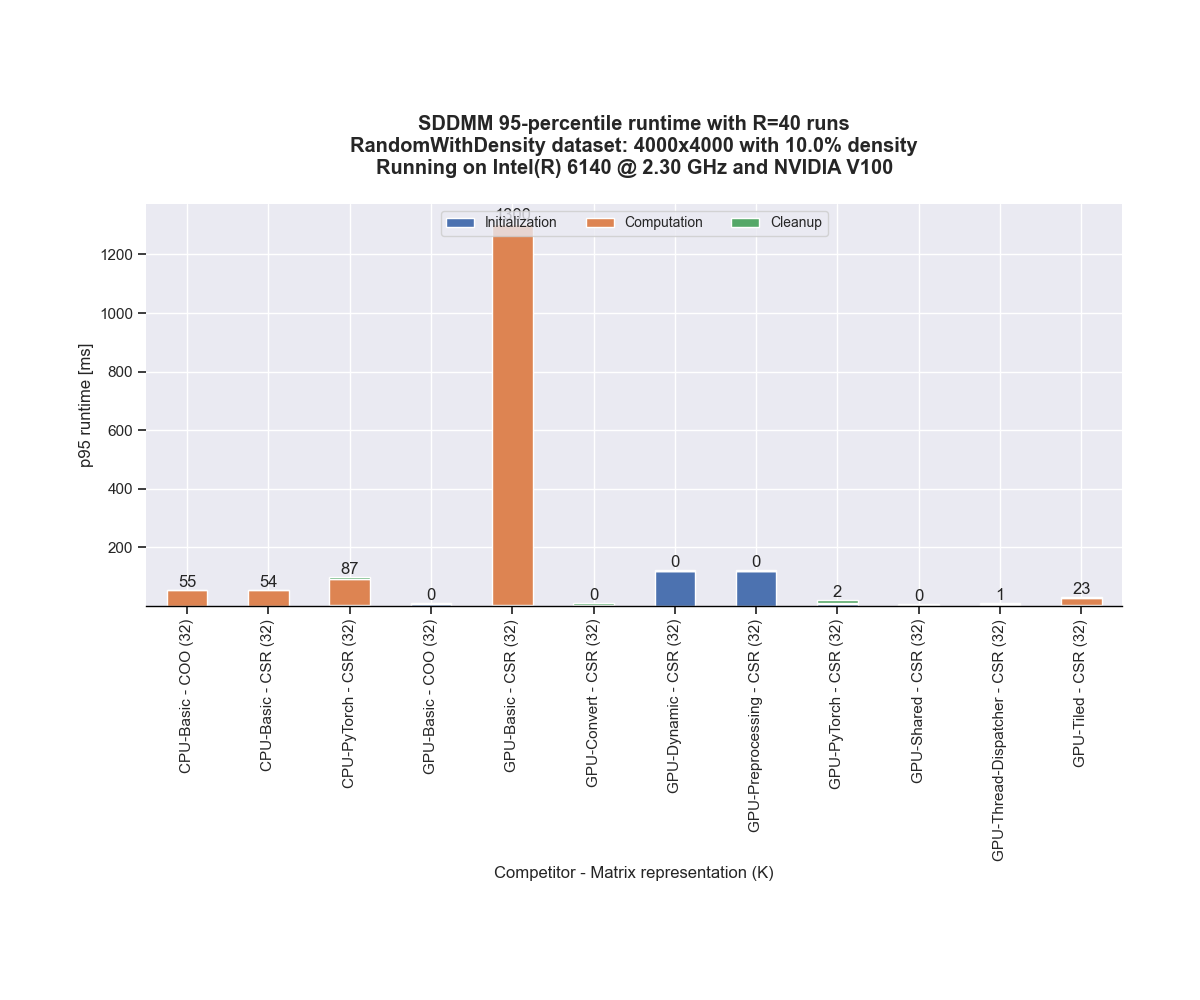 SDDMM 95-percentile runtime with R=40 runs
RandomWithDensity dataset: 4000x4000 with 10.0% density
Running on Intel(R) 6140 @ 2.30 GHz and NVIDIA V100
Initialization Computation Cleanup
p95 runtime [ms]
1200
1000
800
600
400
200
55 54 87 0 0 0 0 2 0 1 23
CPU-Basic - COO (32)
CPU-Basic - CSR (32)
CPU-PyTorch - CSR (32)
GPU-Basic - COO (32)
GPU-Basic - CSR (32)
GPU-Convert - CSR (32)
GPU-Dynamic - CSR (32)
GPU-Preprocessing - CSR (32)
GPU-PyTorch - CSR (32)
GPU-Shared - CSR (32)
GPU-Thread-Dispatcher - CSR (32)
GPU-Tiled - CSR (32)
Competitor - Matrix representation (K)